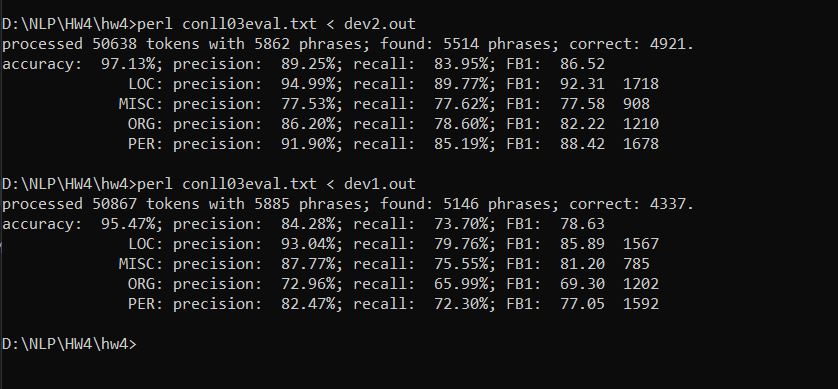 D:\NLP\HW4\hw4>perl conll03eval.txt < dev2.out
processed 50638 tokens with 5862 phrases; found: 5514 phrases; correct: 4921.
accuracy:  97.13%; precision:  89.25%; recall:  83.95%; FB1:  86.52
LOC: precision:  94.99%; recall:  89.77%; FB1:  92.31  1718
MISC: precision:  77.53%; recall:  77.62%; FB1:  77.58  908
ORG: precision:  86.20%; recall:  78.60%; FB1:  82.22  1210
PER: precision:  91.90%; recall:  85.19%; FB1:  88.42  1678
D:\NLP\HW4\hw4>perl conll03eval.txt < dev1.out
processed 50867 tokens with 5885 phrases; found: 5146 phrases; correct: 4337.
accuracy:  95.47%; precision:  84.28%; recall:  73.70%; FB1:  78.63
LOC: precision:  93.04%; recall:  79.76%; FB1:  85.89  1567
MISC: precision:  87.77%; recall:  75.55%; FB1:  81.20  785
ORG: precision:  72.96%; recall:  65.99%; FB1:  69.30  1202
PER: precision:  82.47%; recall:  72.30%; FB1:  77.05  1592
D:\NLP\HW4\hw4>